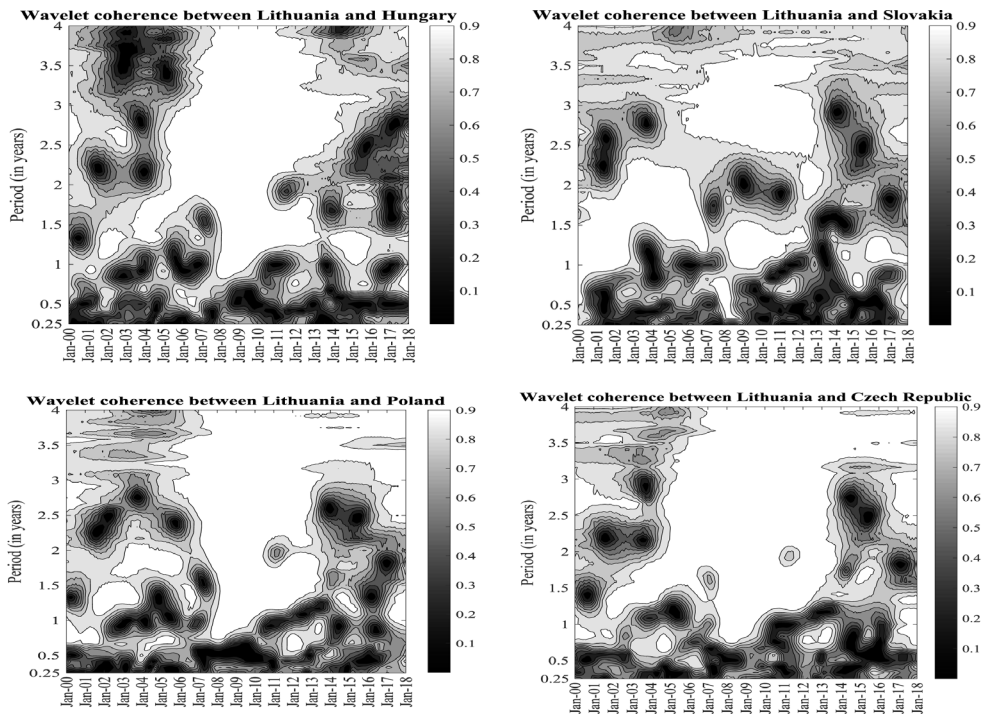 Wavelet coherence between Lithuania and Hungary
4
3.5
3
2.5
2
1.5
1
0.5
0.25
Period (in years)
Jan-00
Jan-01
Jan-02
Jan-03
Jan-04
Jan-05
Jan-06
Jan-07
Jan-08
Jan-09
Jan-10
Jan-11
Jan-12
Jan-13
Jan-14
Jan-15
Jan-16
Jan-17
Jan-18
0.9
0.8
0.7
0.6
0.5
0.4
0.3
0.2
0.1
Wavelet coherence between Lithuania and Slovakia
4
3.5
3
2.5
2
1.5
1
0.5
0.25
Period (in years)
Jan-00
Jan-01
Jan-02
Jan-03
Jan-04
Jan-05
Jan-06
Jan-07
Jan-08
Jan-09
Jan-10
Jan-11
Jan-12
Jan-13
Jan-14
Jan-15
Jan-16
Jan-17
Jan-18
0.9
0.8
0.7
0.6
0.5
0.4
0.3
0.2
0.1
Wavelet coherence between Lithuania and Poland
4
3.5
3
2.5
2
1.5
1
0.5
0.25
Period (in years)
Jan-00
Jan-01
Jan-02
Jan-03
Jan-04
Jan-05
Jan-06
Jan-07
Jan-08
Jan-09
Jan-10
Jan-11
Jan-12
Jan-13
Jan-14
Jan-15
Jan-16
Jan-17
Jan-18
0.9
0.8
0.7
0.6
0.5
0.4
0.3
0.2
0.1
Wavelet coherence between Lithuania and Czech Republic
4
3.5
3
2.5
2
1.5
1
0.5
0.25
Period (in years)
Jan-00
Jan-01
Jan-02
Jan-03
Jan-04
Jan-05
Jan-06
Jan-07
Jan-08
Jan-09
Jan-10
Jan-11
Jan-12
Jan-13
Jan-14
Jan-15
Jan-16
Jan-17
Jan-18
0.9
0.8
0.7
0.6
0.5
0.4
0.3
0.2
0.1